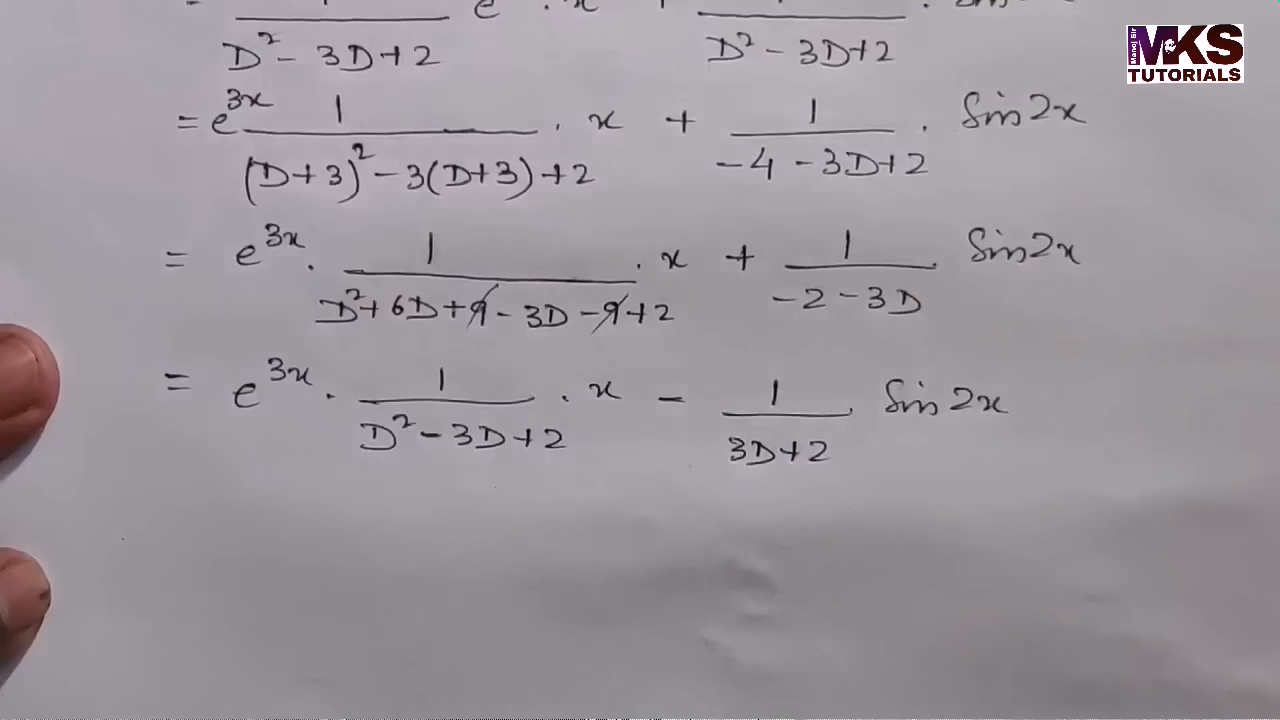 = 1/(D² - 3D + 2) e . x + 1/(D² - 3D + 2) .
= e^{3x} 1/((D+3)² - 3(D+3) + 2) . x + 1/(-4 - 3D + 2) . Sin 2x
= e^{3x} . 1/(D² + 6D + 9 - 3D - 9 + 2) . x + 1/(-2 - 3D) . Sin 2x
= e^{3x} . 1/(D² - 3D + 2) . x - 1/(3D + 2) . Sin 2x
Manoj Sir
MKS
TUTORIALS